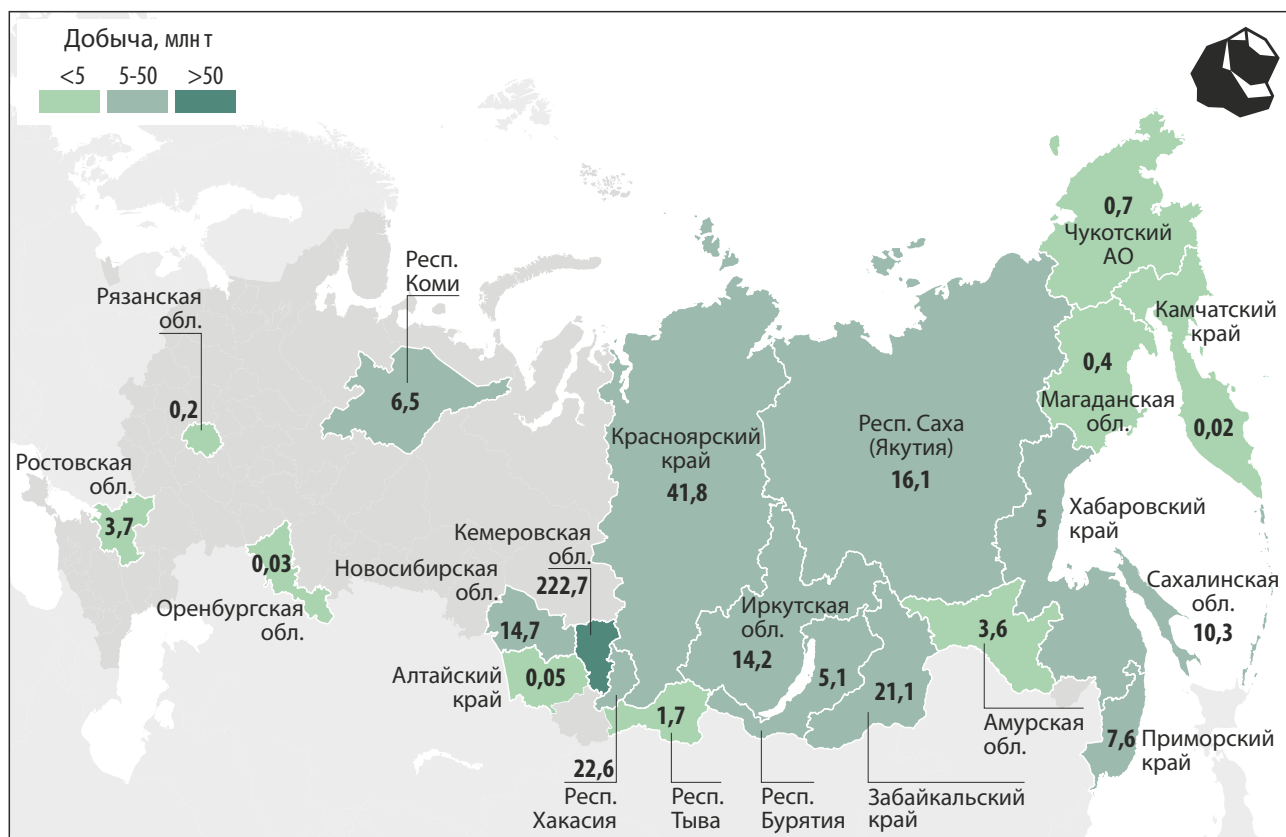 Добыча, млн т
<5 5-50 >50
0,7
Чукотский
АО
Респ.
Коми
6,5
Рязанская
обл.
0,2
Камчатский
край
0,02
0,4
Магаданская
обл.
Красноярский
край
41,8
Респ. Саха
(Якутия)
16,1
Ростовская
обл.
3,7
Хабаровский
край
5
Кемеровская
обл.
222,7
0,03
Оренбургская
обл.
Новосибирская
обл.
14,7
Иркутская
обл.
14,2
Сахалинская
обл.
10,3
3,6
Амурская
обл.
Алтайский
край
0,05
5,1
21,1
1,7
7,6
Приморский
край
22,6
Респ.
Хакасия
Респ.
Тыва
Респ.
Бурятия
Забайкальский
край